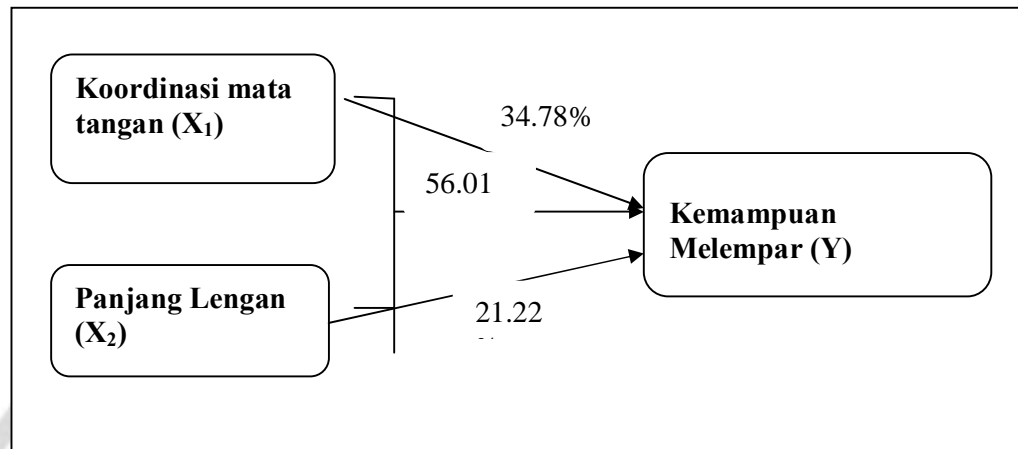 Koordinasi mata
tangan (X₁)
34.78%
56.01
Kemampuan
Melempar (Y)
Panjang Lengan
(X₂)
21.22